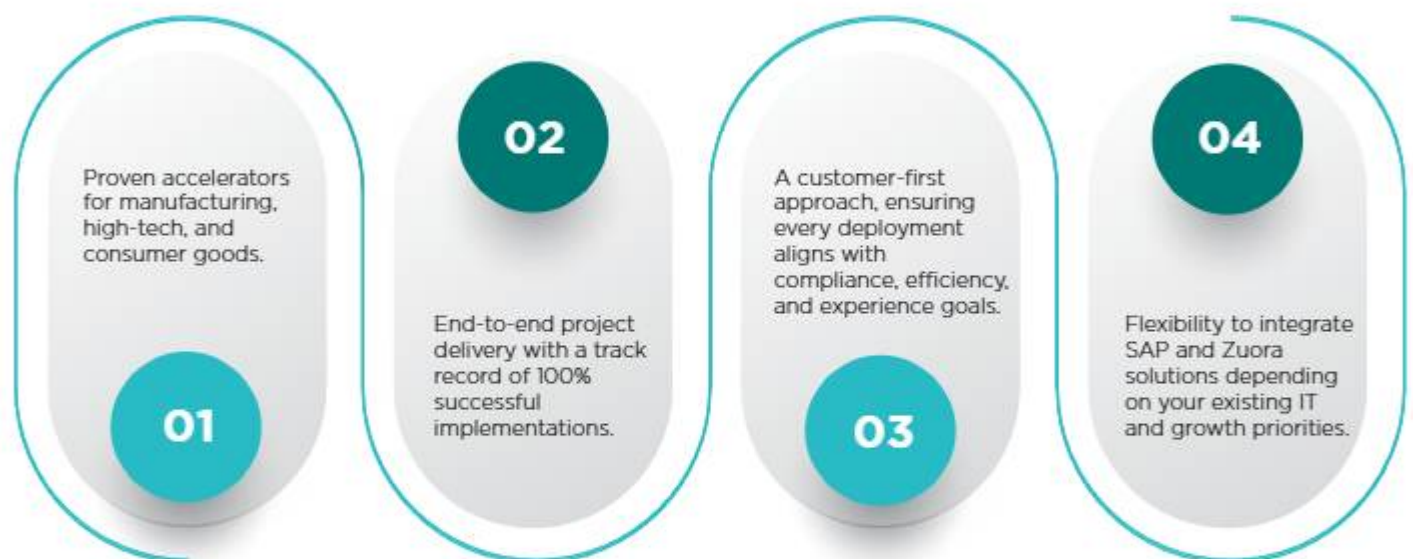 Proven accelerators
for manufacturing,
high-tech, and
consumer goods.
01
02
End-to-end project
delivery with a track
record of 100%
successful
implementations.
A customer-first
approach, ensuring
every deployment
aligns with
compliance, efficiency,
and experience goals.
03
04
Flexibility to integrate
SAP and Zuora
solutions depending
on your existing IT
and growth priorities.